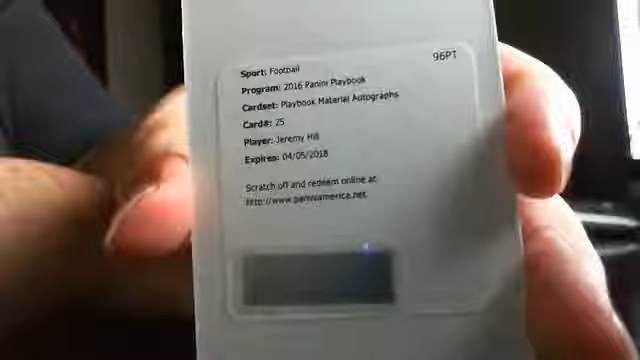 96PT
Sport: Football
Program: 2016 Panini Playbook
Cardset: Playbook Material Autographs
Card#: 25
Player: Jeremy Hill
Expires: 04/05/2018
Scratch off and redeem online at:
http://www.paniniamerica.net